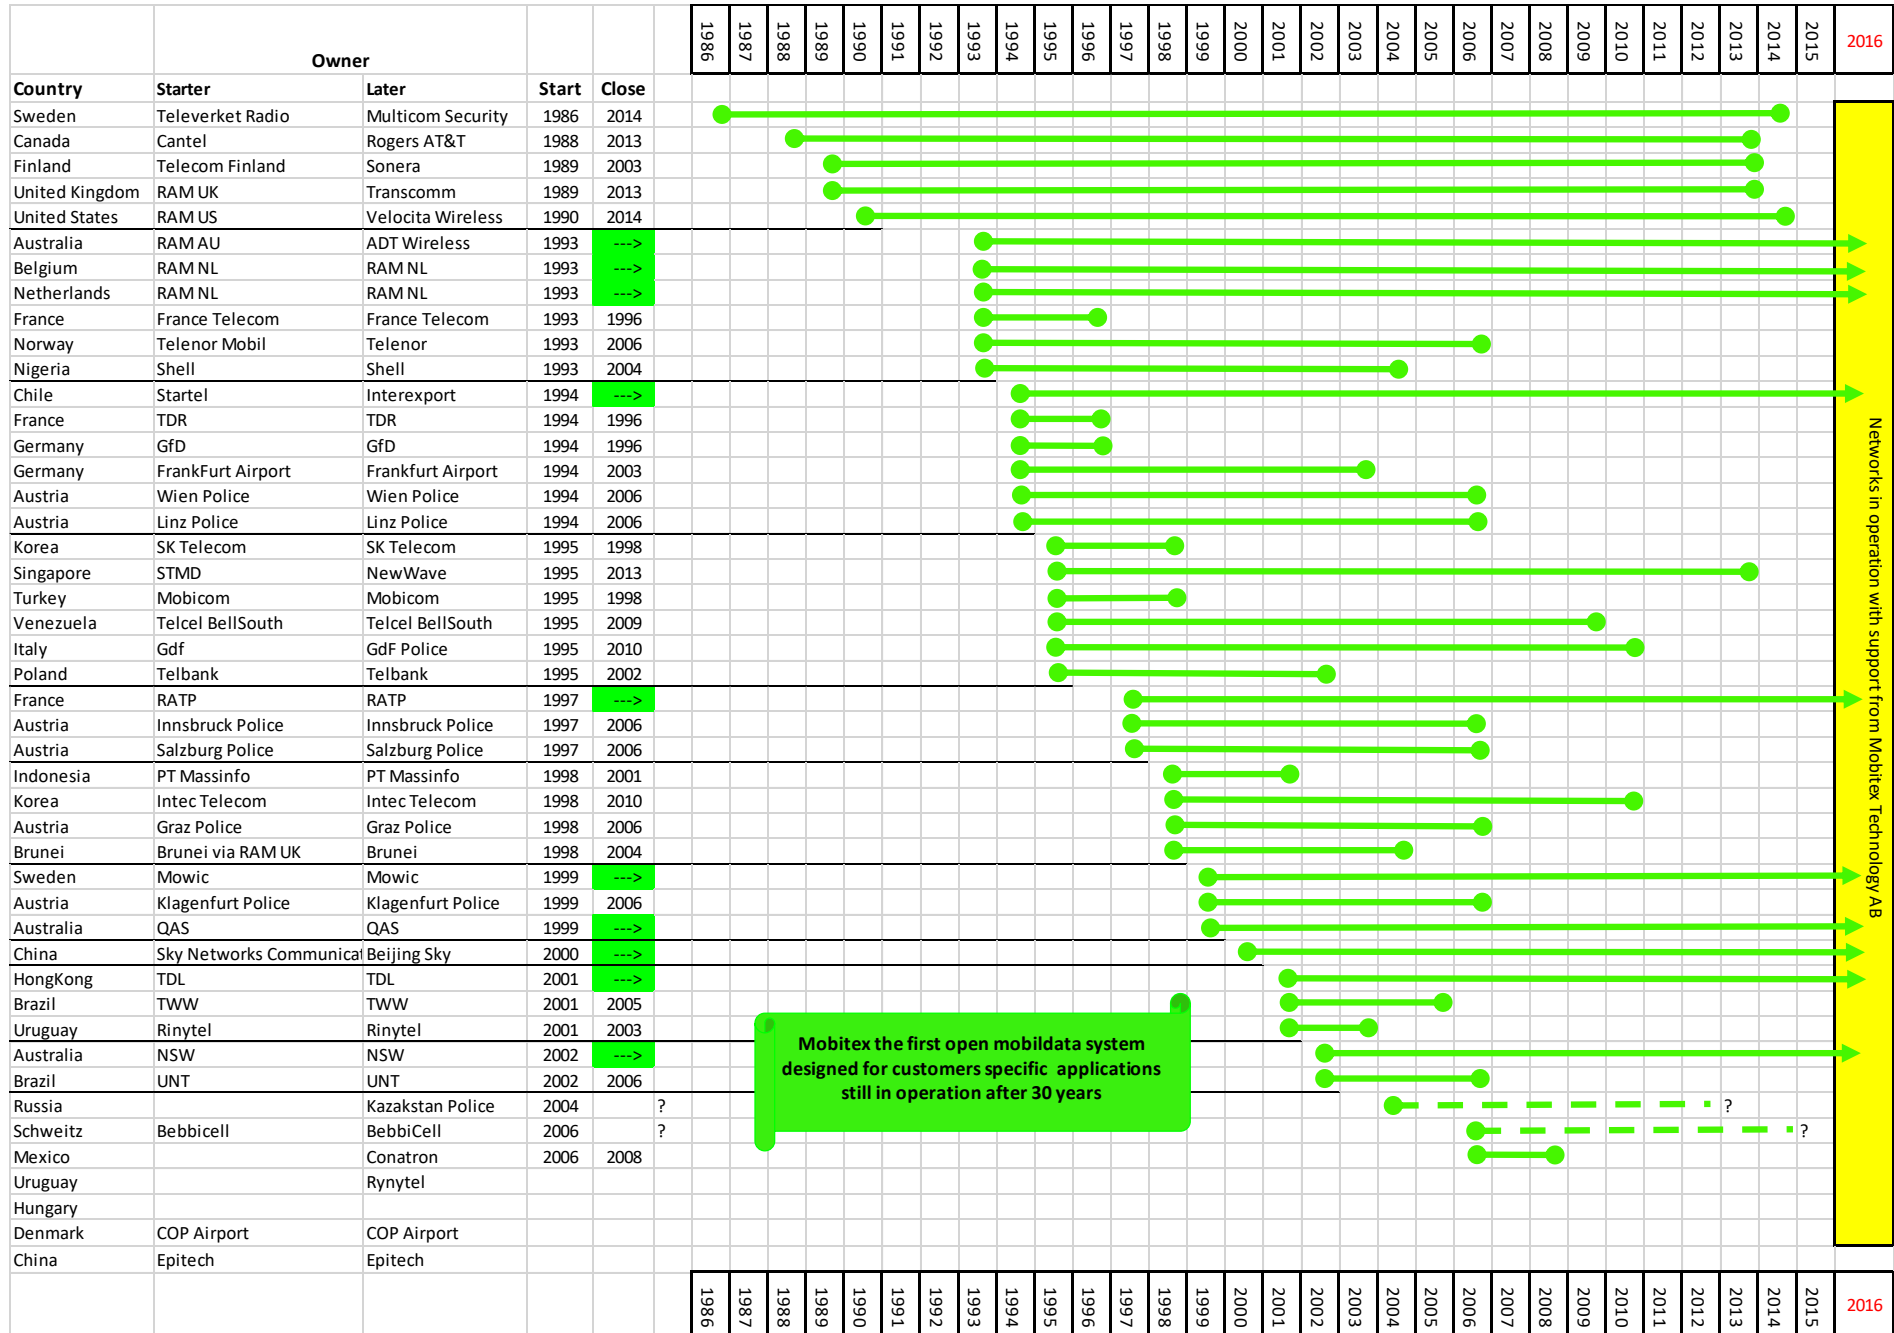 1986 1987 1988 1989 1990 1991 1992 1993 1994 1995 1996 1997 1998 1999 2000 2001 2002 2003 2004 2005 2006 2007 2008 2009 2010 2011 2012 2013 2014 2015 2016
Owner
Country Starter Later Start Close
Sweden Televerket Radio Multicom Security 1986 2014
Canada Cantel Rogers AT&T 1988 2013
Finland Telecom Finland Sonera 1989 2003
United Kingdom RAM UK Transcomm 1989 2013
United States RAM US Velocita Wireless 1990 2014
Australia RAM AU ADT Wireless 1993 --->
Belgium RAM NL RAM NL 1993 --->
Netherlands RAM NL RAM NL 1993 --->
France France Telecom France Telecom 1993 1996
Norway Telenor Mobil Telenor 1993 2006
Nigeria Shell Shell 1993 2004
Chile Startel Interexport 1994 --->
France TDR TDR 1994 1996
Germany GfD GfD 1994 1996
Germany FrankFurt Airport Frankfurt Airport 1994 2003
Austria Wien Police Wien Police 1994 2006
Austria Linz Police Linz Police 1994 2006
Korea SK Telecom SK Telecom 1995 1998
Singapore STMD NewWave 1995 2013
Turkey Mobicom Mobicom 1995 1998
Venezuela Telcel BellSouth Telcel BellSouth 1995 2009
Italy Gdf GdF Police 1995 2010
Poland Telbank Telbank 1995 2002
France RATP RATP 1997 --->
Austria Innsbruck Police Innsbruck Police 1997 2006
Austria Salzburg Police Salzburg Police 1997 2006
Indonesia PT Massinfo PT Massinfo 1998 2001
Korea Intec Telecom Intec Telecom 1998 2010
Austria Graz Police Graz Police 1998 2006
Brunei Brunei via RAM UK Brunei 1998 2004
Sweden Mowic Mowic 1999 --->
Austria Klagenfurt Police Klagenfurt Police 1999 2006
Australia QAS QAS 1999 --->
China Sky Networks Communicat Beijing Sky 2000 --->
HongKong TDL TDL 2001 --->
Brazil TWW TWW 2001 2005
Uruguay Rinytel Rinytel 2001 2003
Australia NSW NSW 2002 --->
Brazil UNT UNT 2002 2006
Russia Kazakstan Police 2004 ? ?
Schweitz Bebbicell BebbiCell 2006 ? ?
Mexico Conatron 2006 2008
Uruguay Rynytel
Hungary
Denmark COP Airport COP Airport
China Epitech Epitech
Mobitex the first open mobildata system
designed for customers specific applications
still in operation after 30 years
Networks in operation with support from Mobitex Technology AB
1986 1987 1988 1989 1990 1991 1992 1993 1994 1995 1996 1997 1998 1999 2000 2001 2002 2003 2004 2005 2006 2007 2008 2009 2010 2011 2012 2013 2014 2015 2016